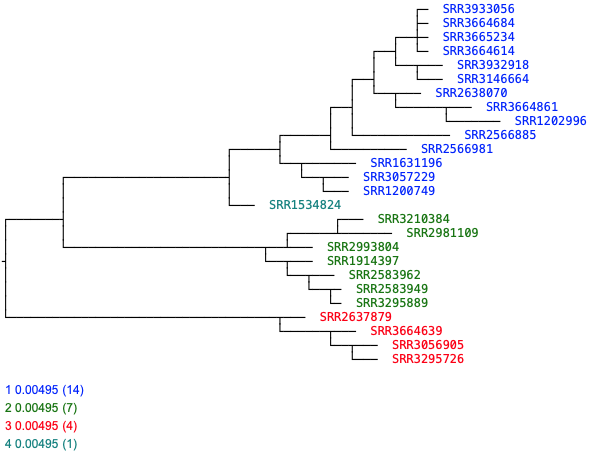 SRR3933056
SRR3664684
SRR3665234
SRR3664614
SRR3932918
SRR3146664
SRR2638070
SRR3664861
SRR1202996
SRR2566885
SRR2566981
SRR1631196
SRR3057229
SRR1200749
SRR1534824
SRR3210384
SRR2981109
SRR2993804
SRR1914397
SRR2583962
SRR2583949
SRR3295889
SRR2637879
SRR3664639
SRR3056905
SRR3295726
1 0.00495 (14)
2 0.00495 (7)
3 0.00495 (4)
4 0.00495 (1)